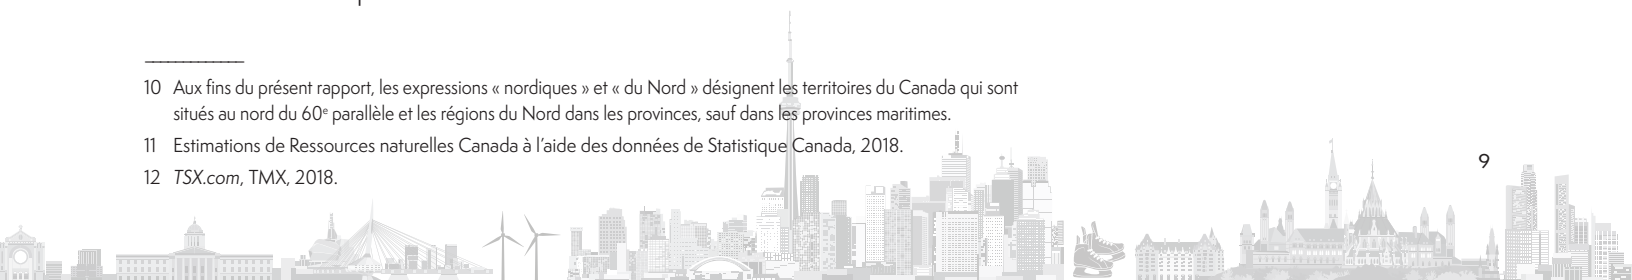 10 Aux fins du présent rapport, les expressions « nordiques » et « du Nord » désignent les territoires du Canada qui sont
situés au nord du 60e parallèle et les régions du Nord dans les provinces, sauf dans les provinces maritimes.
11 Estimations de Ressources naturelles Canada à l’aide des données de Statistique Canada, 2018.
12 TSX.com, TMX, 2018.
9